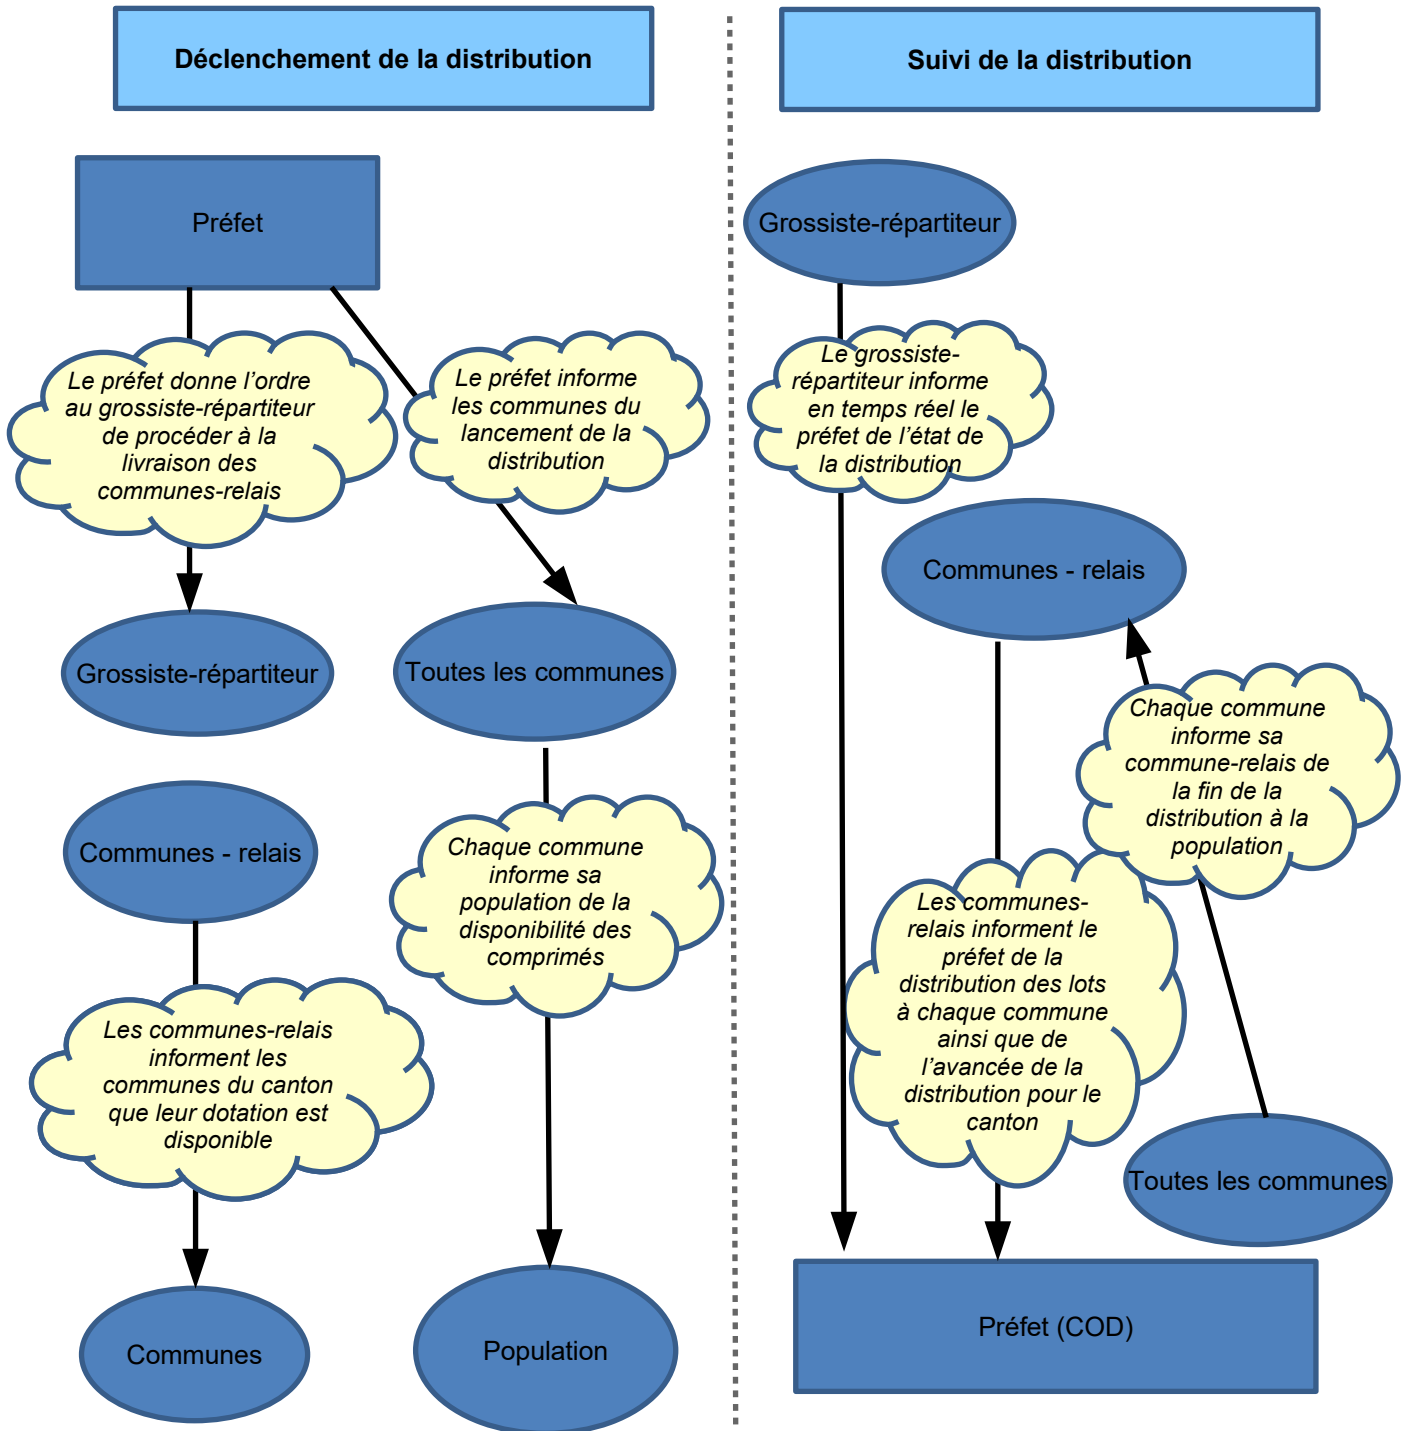 Déclenchement de la distribution
Préfet
Le préfet donne l’ordre
au grossiste-répartiteur
de procéder à la
livraison des
communes-relais
Le préfet informe
les communes du
lancement de la
distribution
Grossiste-répartiteur
Toutes les communes
Communes - relais
Chaque commune
informe sa
population de la
disponibilité des
comprimés
Les communes-relais
informent les
communes du canton
que leur dotation est
disponible
Communes
Population
Suivi de la distribution
Grossiste-répartiteur
Le grossiste-
répartiteur informe
en temps réel le
préfet de l’état de
la distribution
Communes - relais
Chaque commune
informe sa
commune-relais de
la fin de la
distribution à la
population
Les communes-
relais informent le
préfet de la
distribution des lots
à chaque commune
ainsi que de
l’avancée de la
distribution pour le
canton
Toutes les communes
Préfet (COD)